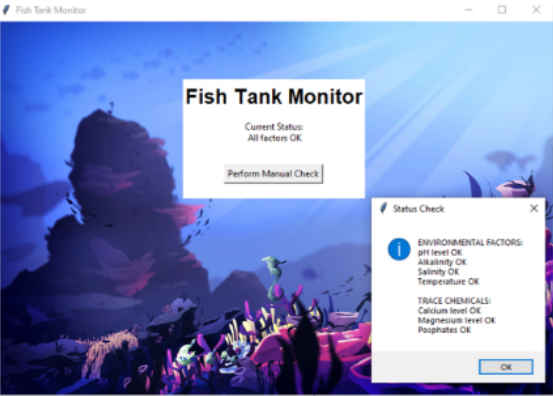 Fish Tank Monitor
Fish Tank Monitor
Current Status:
All factors OK
Perform Manual Check
Status Check
ENVIRONMENTAL FACTORS:
pH level OK
Alkalinity OK
Salinity OK
Temperature OK
TRACE CHEMICALS:
Calcium level OK
Magnesium level OK
Posphates OK
OK